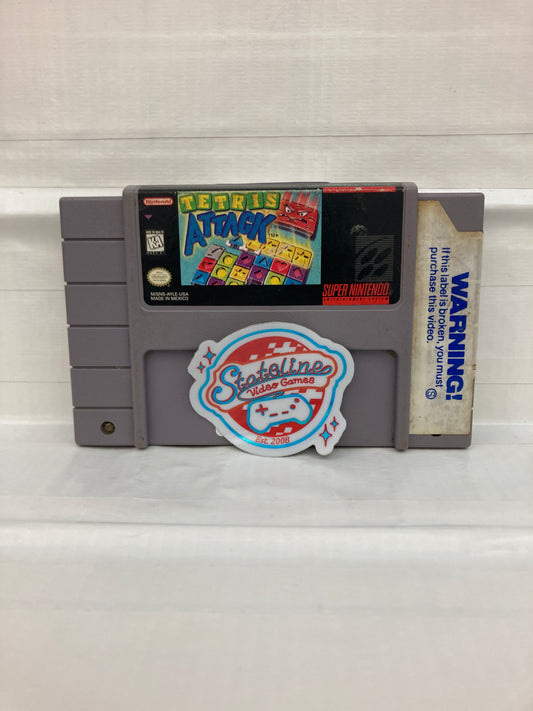 Nintendo
TETRIS
ATTACK
K-A
M/SNS-AYLE-USA
MADE IN MEXICO
SUPER NINTENDO
ENTERTAINMENT SYSTEM
WARNING!
If this label is broken, you must
purchase this video.
Stateline
Video Games
Est. 2008